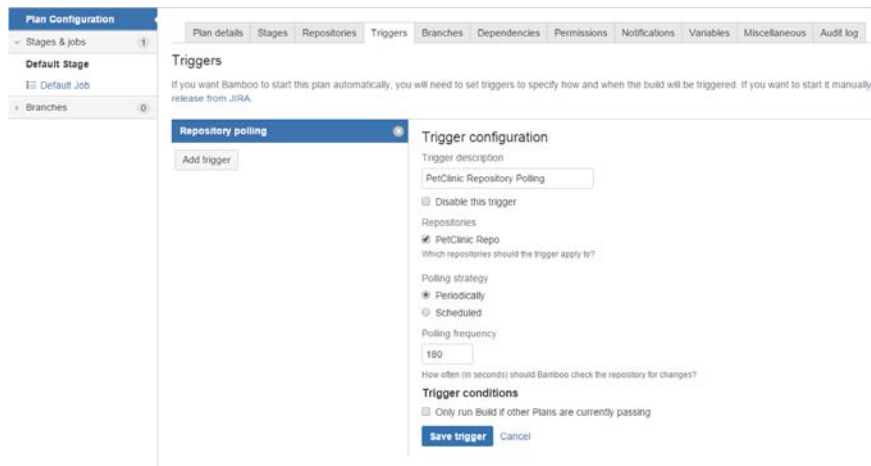 Plan Configuration
Stages & jobs 1
Default Stage
Default Job
Branches 0
Plan details Stages Repositories Triggers Branches Dependencies Permissions Notifications Variables Miscellaneous Audit log
Triggers
If you want Bamboo to start this plan automatically, you will need to set triggers to specify how and when the build will be triggered. If you want to start it manually
release from JIRA.
Repository polling
Add trigger
Trigger configuration
Trigger description
PetClinic Repository Polling
Disable this trigger
Repositories
PetClinic Repo
Which repositories should the trigger apply to?
Polling strategy
Periodically
Scheduled
Polling frequency
180
How often (in seconds) should Bamboo check the repository for changes?
Trigger conditions
Only run Build if other Plans are currently passing
Save trigger Cancel